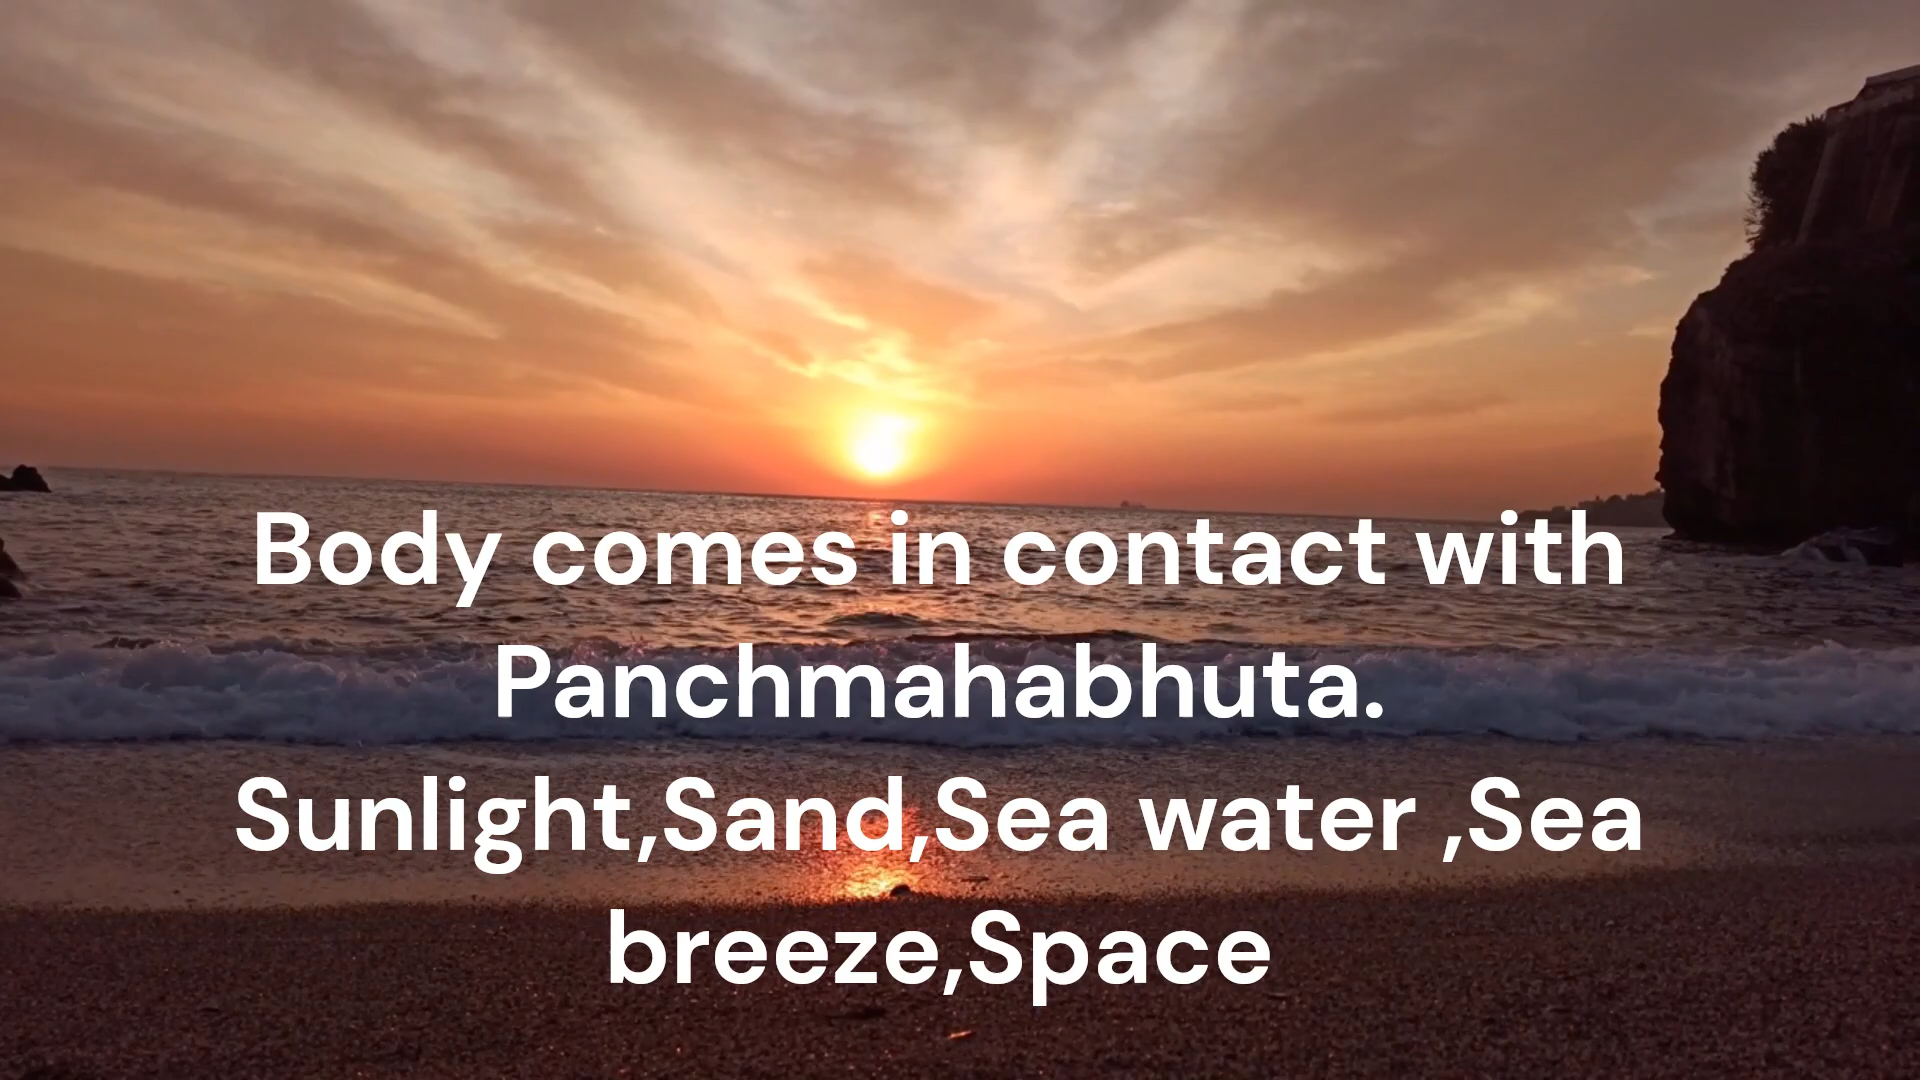 Body comes in contact with
Panchmahabhuta.
Sunlight,Sand,Sea water ,Sea
breeze,Space